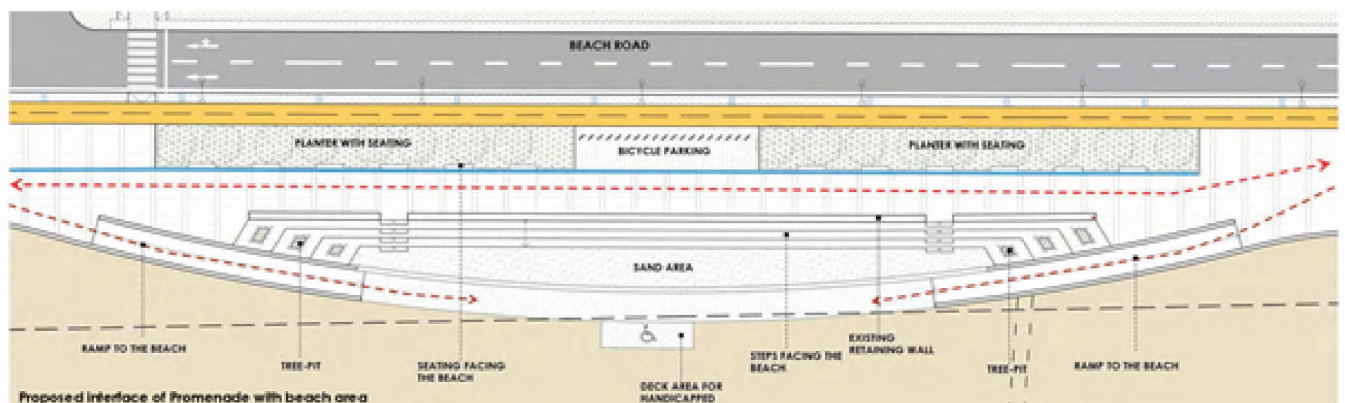 BEACH ROAD
PLANTER WITH SEATING
BICYCLE PARKING
PLANTER WITH SEATING
SAND AREA
RAMP TO THE BEACH
TREE-PIT
SEATING FACING
THE BEACH
DECK AREA FOR
HANDICAPPED
STEPS FACING THE
BEACH
EXISTING
RETAINING WALL
TREE-PIT
RAMP TO THE BEACH
Proposed interface of Promenade with beach area